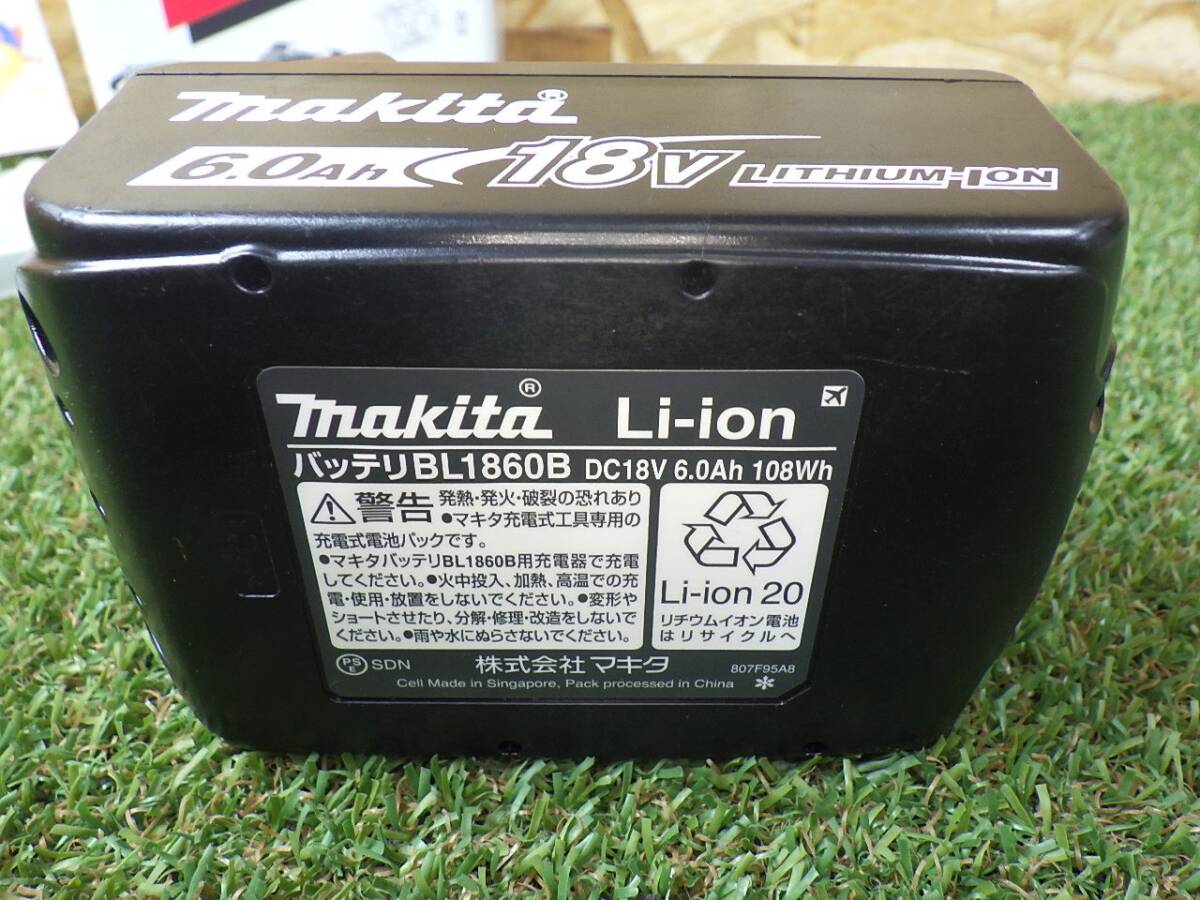 makita®
6.0Ah 18V LITHIUM-ION
makita® Li-ion
バッテリBL1860B DC18V 6.0Ah 108Wh
警告 発熱・発火・破裂の恐れあり
●マキタ充電式工具専用の
充電式電池パックです。
●マキタバッテリBL1860B用充電器で充電
してください。●火中投入、加熱、高温での充
電・使用・放置をしないでください。●変形や
ショートさせたり、分解・修理・改造をしないで
ください。●雨や水にぬらさないでください。
Li-ion 20
リチウムイオン電池
はリサイクルへ
PSE SDN 株式会社マキタ 807F95A8
Cell Made in Singapore, Pack processed in China